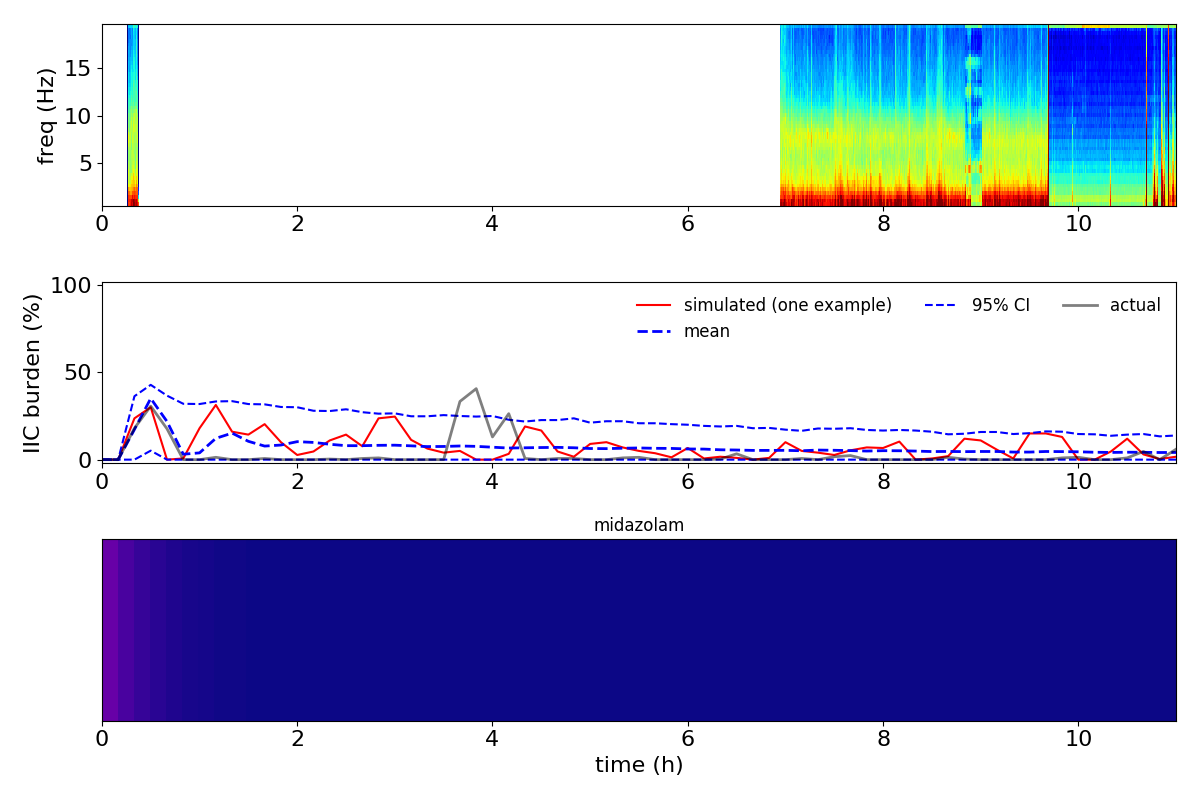 freq (Hz)
15
10
5
0 2 4 6 8 10
IIC burden (%)
100
50
0
simulated (one example)
mean
95% CI
actual
0 2 4 6 8 10
midazolam
0 2 4 6 8 10
time (h)